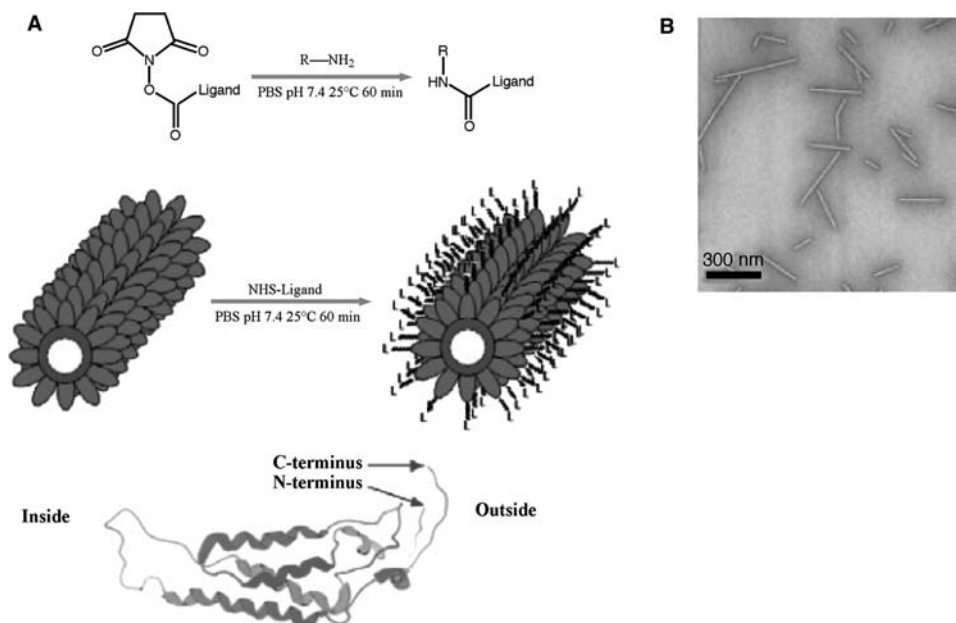 A
O
O
N
O
Ligand
O
R—NH₂
PBS pH 7.4 25°C 60 min
R
HN
Ligand
O
NHS-Ligand
PBS pH 7.4 25°C 60 min
C-terminus
N-terminus
Inside
Outside
B
300 nm